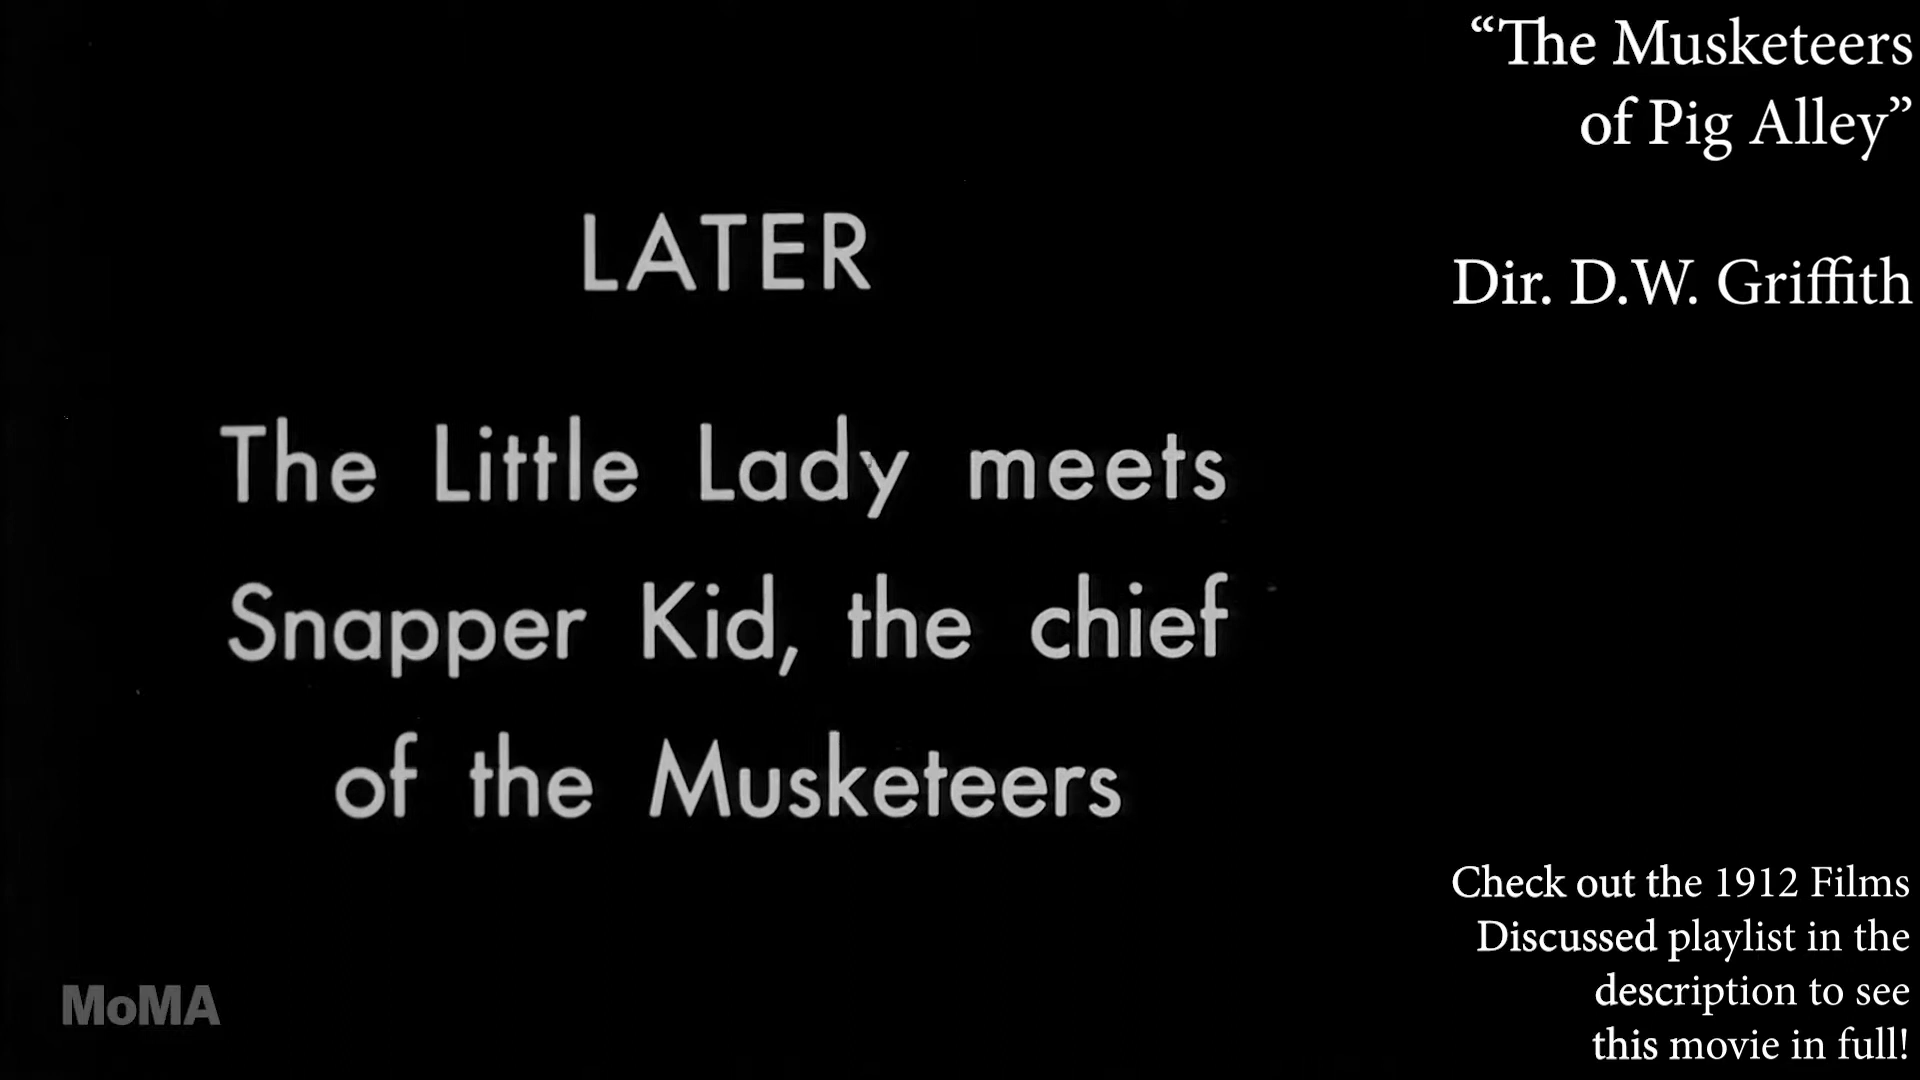 LATER
The Little Lady meets
Snapper Kid, the chief
of the Musketeers
MoMA
“The Musketeers
of Pig Alley”
Dir. D.W. Griffith
Check out the 1912 Films
Discussed playlist in the
description to see
this movie in full!